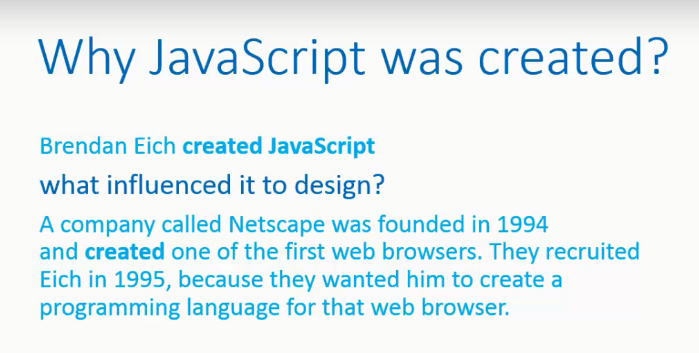 Why JavaScript was created?
Brendan Eich created JavaScript
what influenced it to design?
A company called Netscape was founded in 1994
and created one of the first web browsers. They recruited
Eich in 1995, because they wanted him to create a
programming language for that web browser.